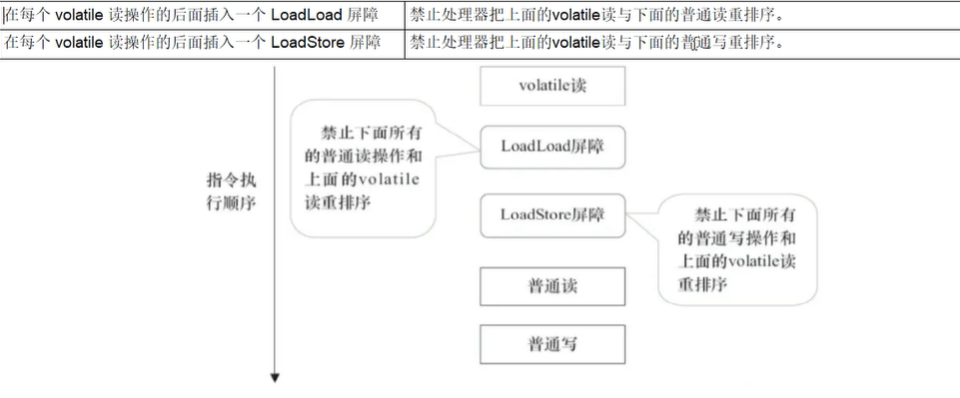 在每个 volatile 读操作的后面插入一个 LoadLoad 屏障
禁止处理器把上面的volatile读与下面的普通读重排序。
在每个 volatile 读操作的后面插入一个 LoadStore 屏障
禁止处理器把上面的volatile读与下面的普通写重排序。
volatile读
禁止下面所有
的普通读操作和
上面的volatile
读重排序
LoadLoad屏障
指令执
行顺序
LoadStore屏障
禁止下面所有
的普通写操作和
上面的volatile读
重排序
普通读
普通写